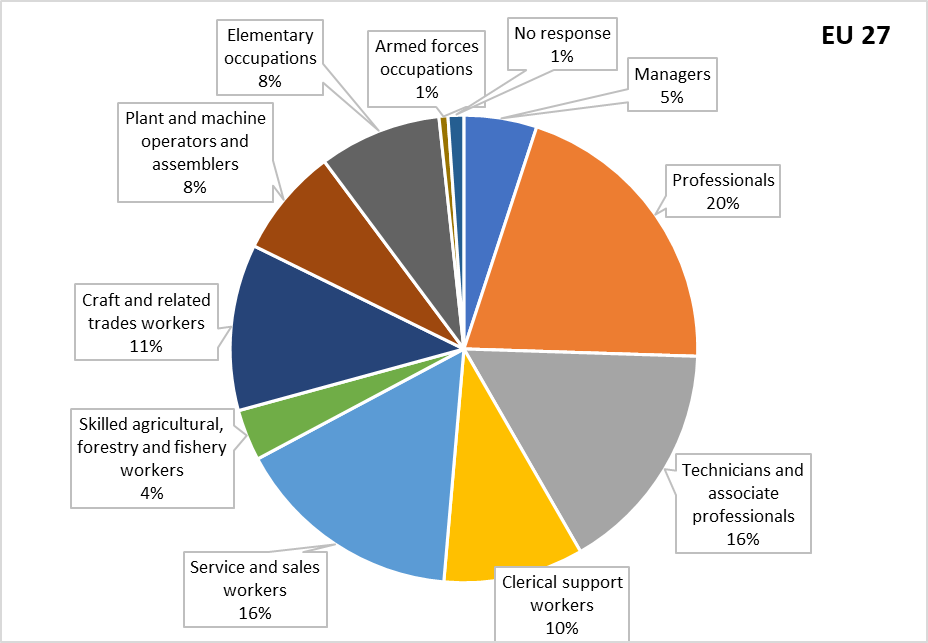 EU 27
No response
1%
Managers
5%
Professionals
20%
Technicians and
associate
professionals
16%
Clerical support
workers
10%
Service and sales
workers
16%
Skilled agricultural,
forestry and fishery
workers
4%
Craft and related
trades workers
11%
Plant and machine
operators and
assemblers
8%
Elementary
occupations
8%
Armed forces
occupations
1%